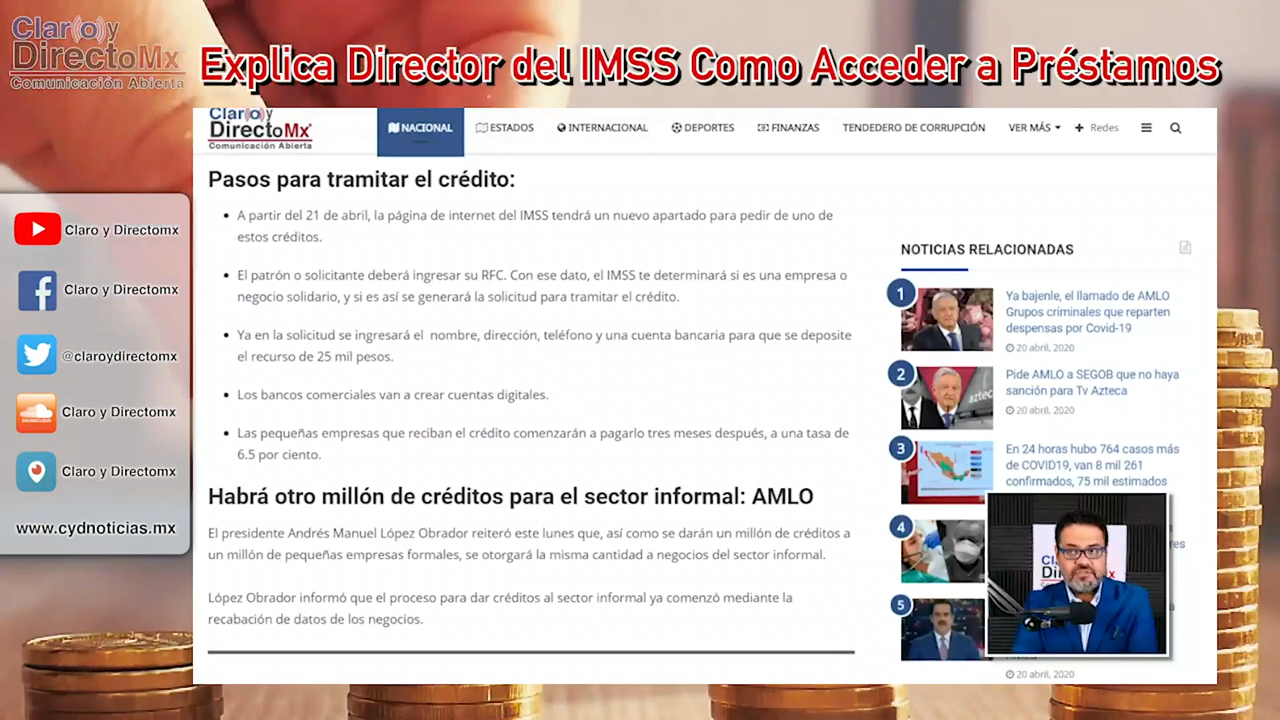 Claro y
DirectoMx
Comunicación Abierta
Explica Director del IMSS Como Acceder a Préstamos
Claro y Directomx
Claro y Directomx
@claroydirectomx
SOUNDCLOUD
Claro y Directomx
Claro y Directomx
www.cydnoticias.mx
Claro y
DirectoMx
Comunicación Abierta
NACIONAL ESTADOS INTERNACIONAL DEPORTES FINANZAS TENDEDERO DE CORRUPCIÓN VER MÁS Redes
Pasos para tramitar el crédito:
A partir del 21 de abril, la página de internet del IMSS tendrá un nuevo apartado para pedir de uno de
estos créditos.
El patrón o solicitante deberá ingresar su RFC. Con ese dato, el IMSS te determinará si es una empresa o
negocio solidario, y si es así se generará la solicitud para tramitar el crédito.
Ya en la solicitud se ingresará el nombre, dirección, teléfono y una cuenta bancaria para que se deposite
el recurso de 25 mil pesos.
Los bancos comerciales van a crear cuentas digitales.
Las pequeñas empresas que reciban el crédito comenzarán a pagarlo tres meses después, a una tasa de
6.5 por ciento.
Habrá otro millón de créditos para el sector informal: AMLO
El presidente Andrés Manuel López Obrador reiteró este lunes que, así como se darán un millón de créditos a
un millón de pequeñas empresas formales, se otorgará la misma cantidad a negocios del sector informal.
López Obrador informó que el proceso para dar créditos al sector informal ya comenzó mediante la
recabación de datos de los negocios.
NOTICIAS RELACIONADAS
1
Ya bajenle, el llamado de AMLO
Grupos criminales que reparten
despensas por Covid-19
20 abril, 2020
2
Pide AMLO a SEGOB que no haya
sanción para Tv Azteca
20 abril, 2020
azteca
3
En 24 horas hubo 764 casos más
de COVID19, van 8 mil 261
confirmados, 75 mil estimados
4
5
20 abril, 2020